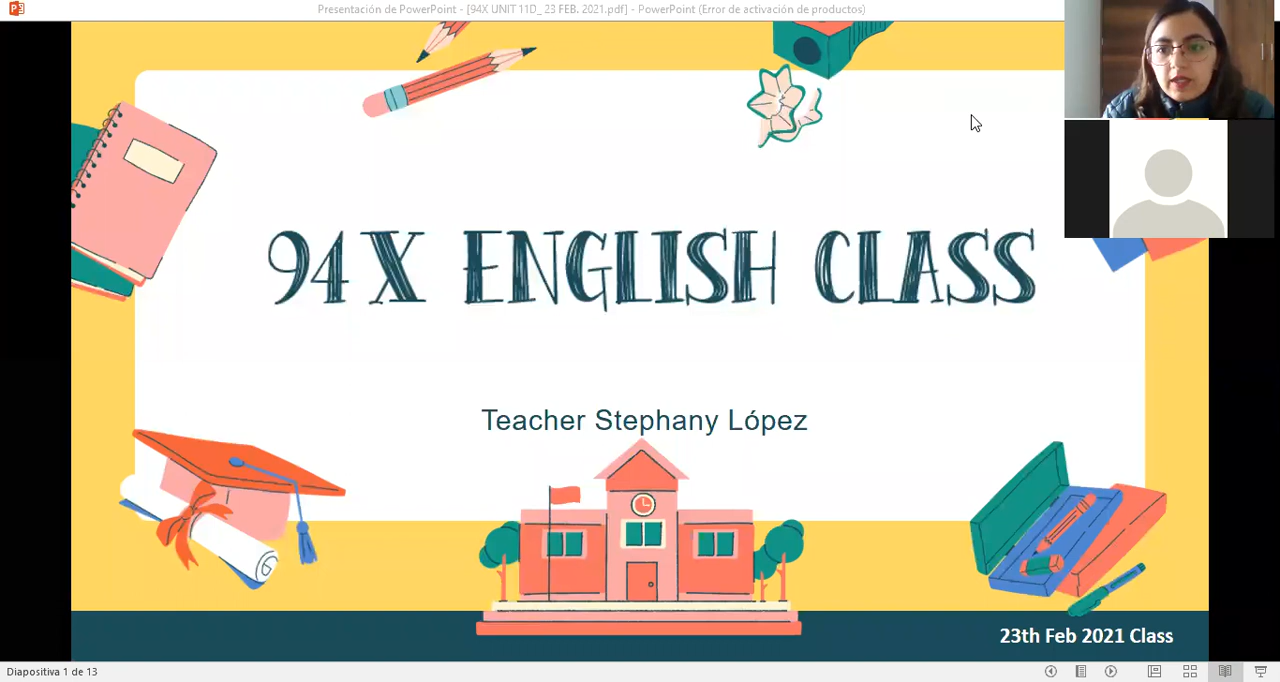 Presentación de PowerPoint - [94X UNIT 11D_ 23 FEB. 2021.pdf] - PowerPoint (Error de activación de productos)
94X ENGLISH CLASS
Teacher Stephany López
23th Feb 2021 Class
Diapositiva 1 de 13